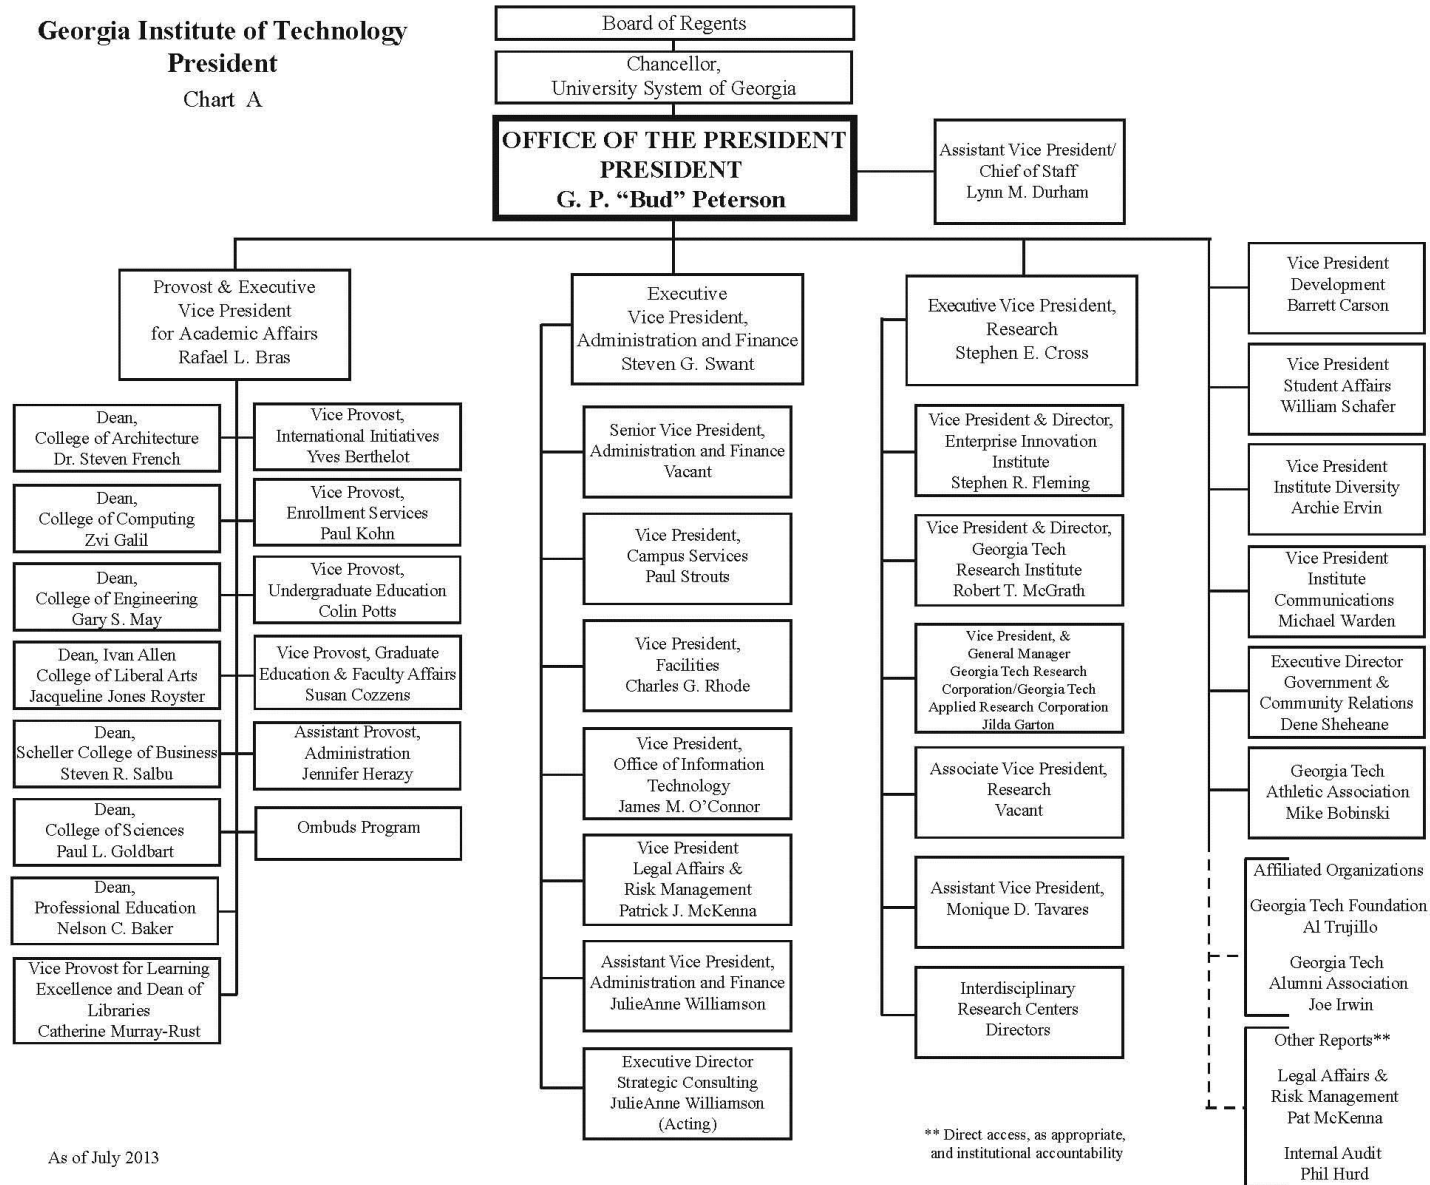 Georgia Institute of Technology
President
Chart A
Board of Regents
Chancellor,
University System of Georgia
OFFICE OF THE PRESIDENT
PRESIDENT
G. P. “Bud” Peterson
Assistant Vice President/
Chief of Staff
Lynn M. Durham
Provost & Executive
Vice President
for Academic Affairs
Rafael L. Bras
Dean,
College of Architecture
Dr. Steven French
Dean,
College of Computing
Zvi Galil
Dean,
College of Engineering
Gary S. May
Dean, Ivan Allen
College of Liberal Arts
Jacqueline Jones Royster
Dean,
Scheller College of Business
Steven R. Salbu
Dean,
College of Sciences
Paul L. Goldbart
Dean,
Professional Education
Nelson C. Baker
Vice Provost for Learning
Excellence and Dean of
Libraries
Catherine Murray-Rust
Vice Provost,
International Initiatives
Yves Berthelot
Vice Provost,
Enrollment Services
Paul Kohn
Vice Provost,
Undergraduate Education
Colin Potts
Vice Provost, Graduate
Education & Faculty Affairs
Susan Cozzens
Assistant Provost,
Administration
Jennifer Herazy
Ombuds Program
Executive
Vice President,
Administration and Finance
Steven G. Swant
Senior Vice President,
Administration and Finance
Vacant
Vice President,
Campus Services
Paul Strouts
Vice President,
Facilities
Charles G. Rhode
Vice President,
Office of Information
Technology
James M. O’Connor
Vice President
Legal Affairs &
Risk Management
Patrick J. McKenna
Assistant Vice President,
Administration and Finance
JulieAnne Williamson
Executive Director
Strategic Consulting
JulieAnne Williamson
(Acting)
Executive Vice President,
Research
Stephen E. Cross
Vice President & Director,
Enterprise Innovation
Institute
Stephen R. Fleming
Vice President & Director,
Georgia Tech
Research Institute
Robert T. McGrath
Vice President, &
General Manager
Georgia Tech Research
Corporation/Georgia Tech
Applied Research Corporation
Jilda Garton
Associate Vice President,
Research
Vacant
Assistant Vice President,
Monique D. Tavares
Interdisciplinary
Research Centers
Directors
Vice President
Development
Barrett Carson
Vice President
Student Affairs
William Schafer
Vice President
Institute Diversity
Archie Ervin
Vice President
Institute
Communications
Michael Warden
Executive Director
Government &
Community Relations
Dene Sheheane
Georgia Tech
Athletic Association
Mike Bobinski
Affiliated Organizations
Georgia Tech Foundation
Al Trujillo
Georgia Tech
Alumni Association
Joe Irwin
Other Reports**
Legal Affairs &
Risk Management
Pat McKenna
Internal Audit
Phil Hurd
** Direct access, as appropriate,
and institutional accountability
As of July 2013